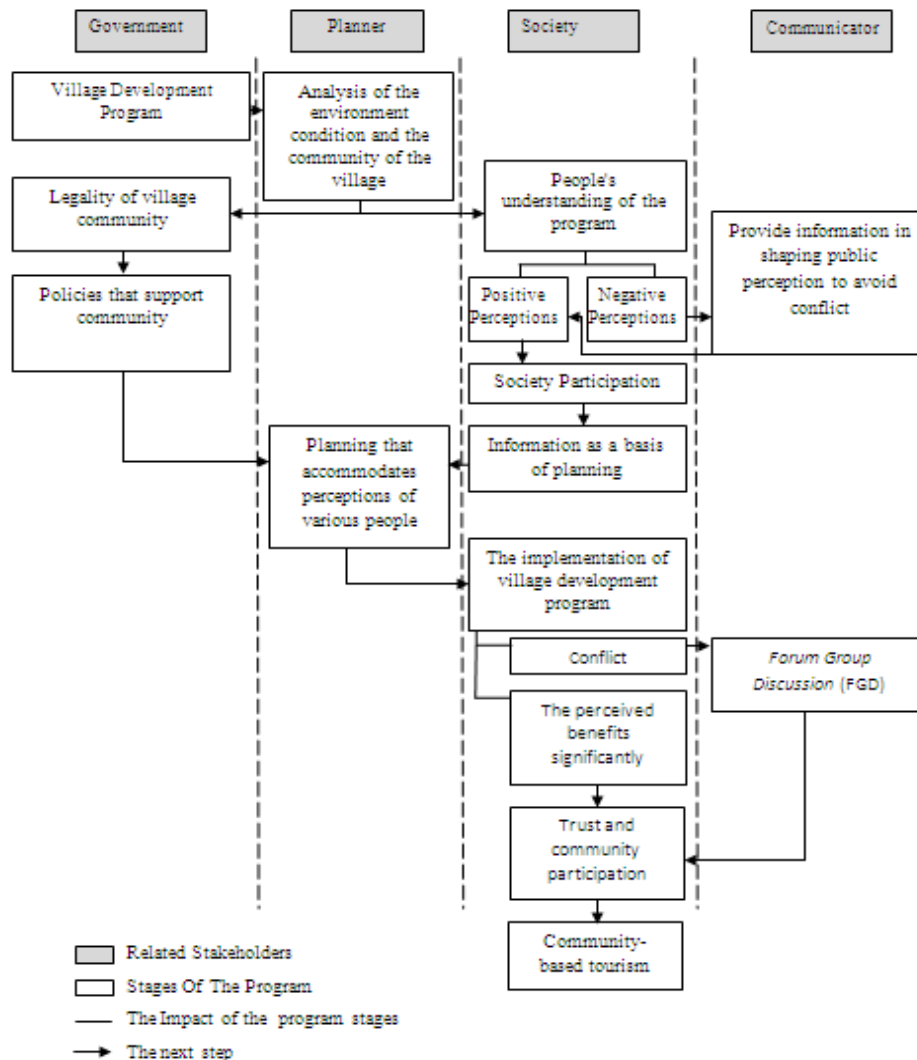 Government
Planner
Society
Communicator
Village Development
Program
Analysis of the
environment
condition and the
community of the
village
Legality of village
community
People's
understanding of the
program
Provide information in
shaping public
perception to avoid
conflict
Policies that support
community
Positive
Perceptions
Negative
Perceptions
Society Participation
Planning that
accommodates
perceptions of
various people
Information as a basis
of planning
The implementation of
village development
program
Conflict
Forum Group
Discussion (FGD)
The perceived
benefits
significantly
Trust and
community
participation
Community-
based tourism
Related Stakeholders
Stages Of The Program
The Impact of the program stages
The next step